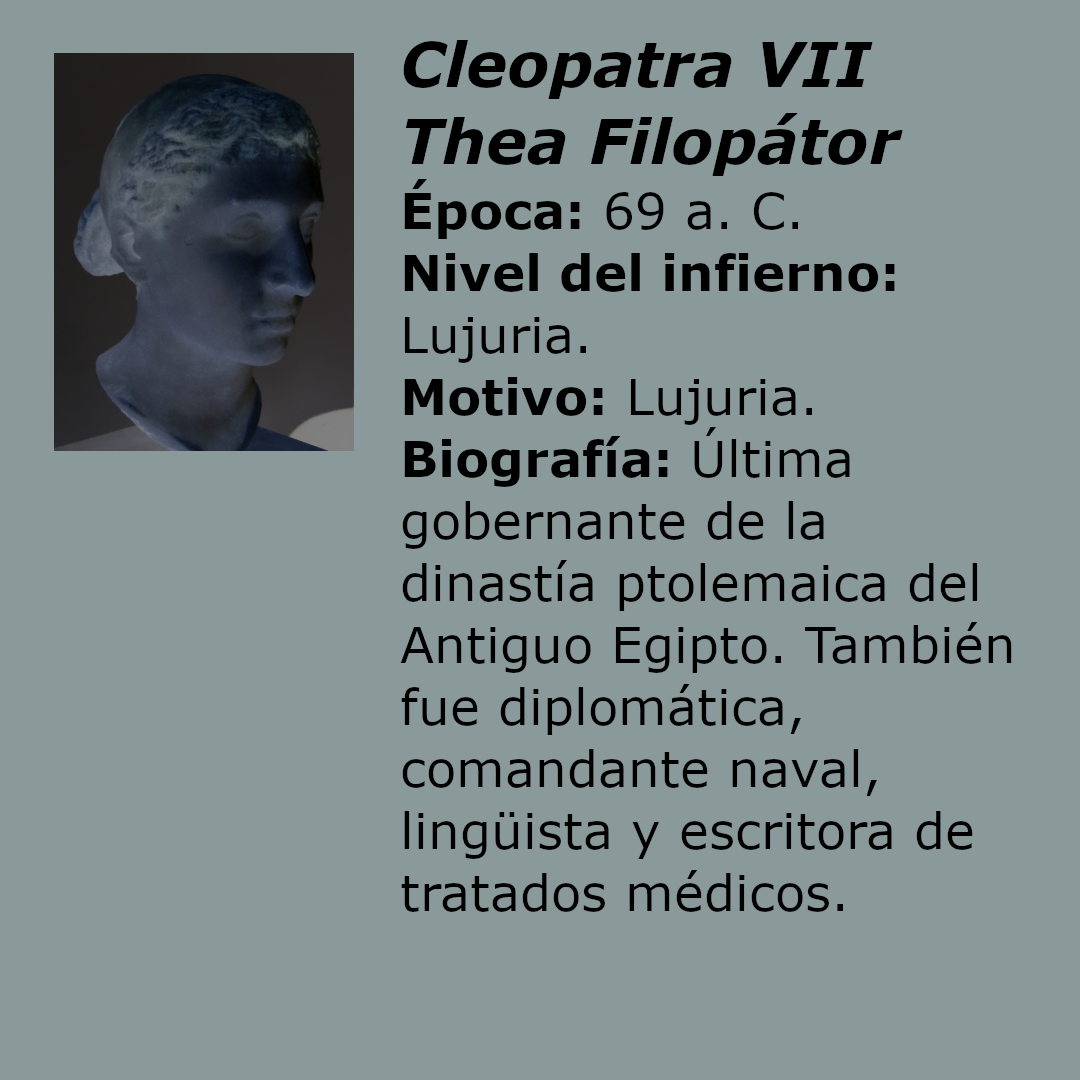 Cleopatra VII
Thea Filopátor
Época: 69 a. C.
Nivel del infierno:
Lujuria.
Motivo: Lujuria.
Biografía: Última
gobernante de la
dinastía ptolemaica del
Antiguo Egipto. También
fue diplomática,
comandante naval,
lingüista y escritora de
tratados médicos.